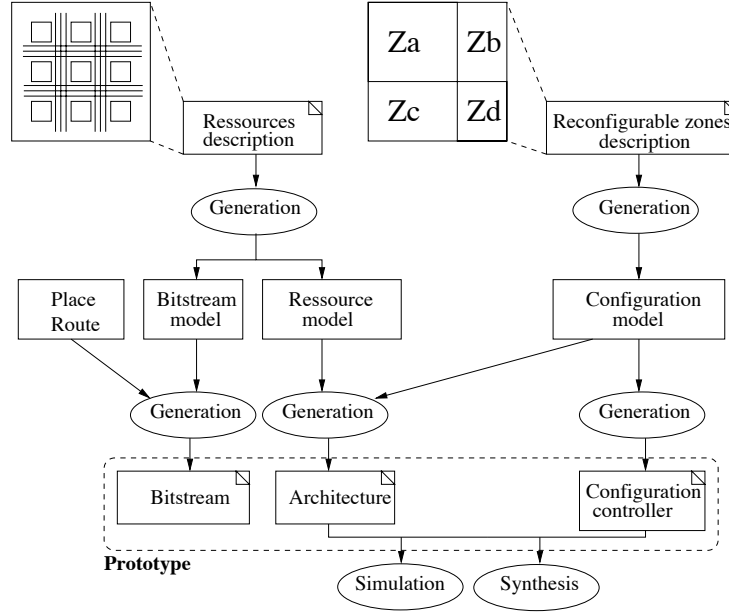 Za
Zb
Zc
Zd
Ressources
description
Reconfigurable zones
description
Generation
Generation
Place
Route
Bitstream
model
Ressource
model
Configuration
model
Generation
Generation
Generation
Bitstream
Architecture
Configuration
controller
Prototype
Simulation
Synthesis